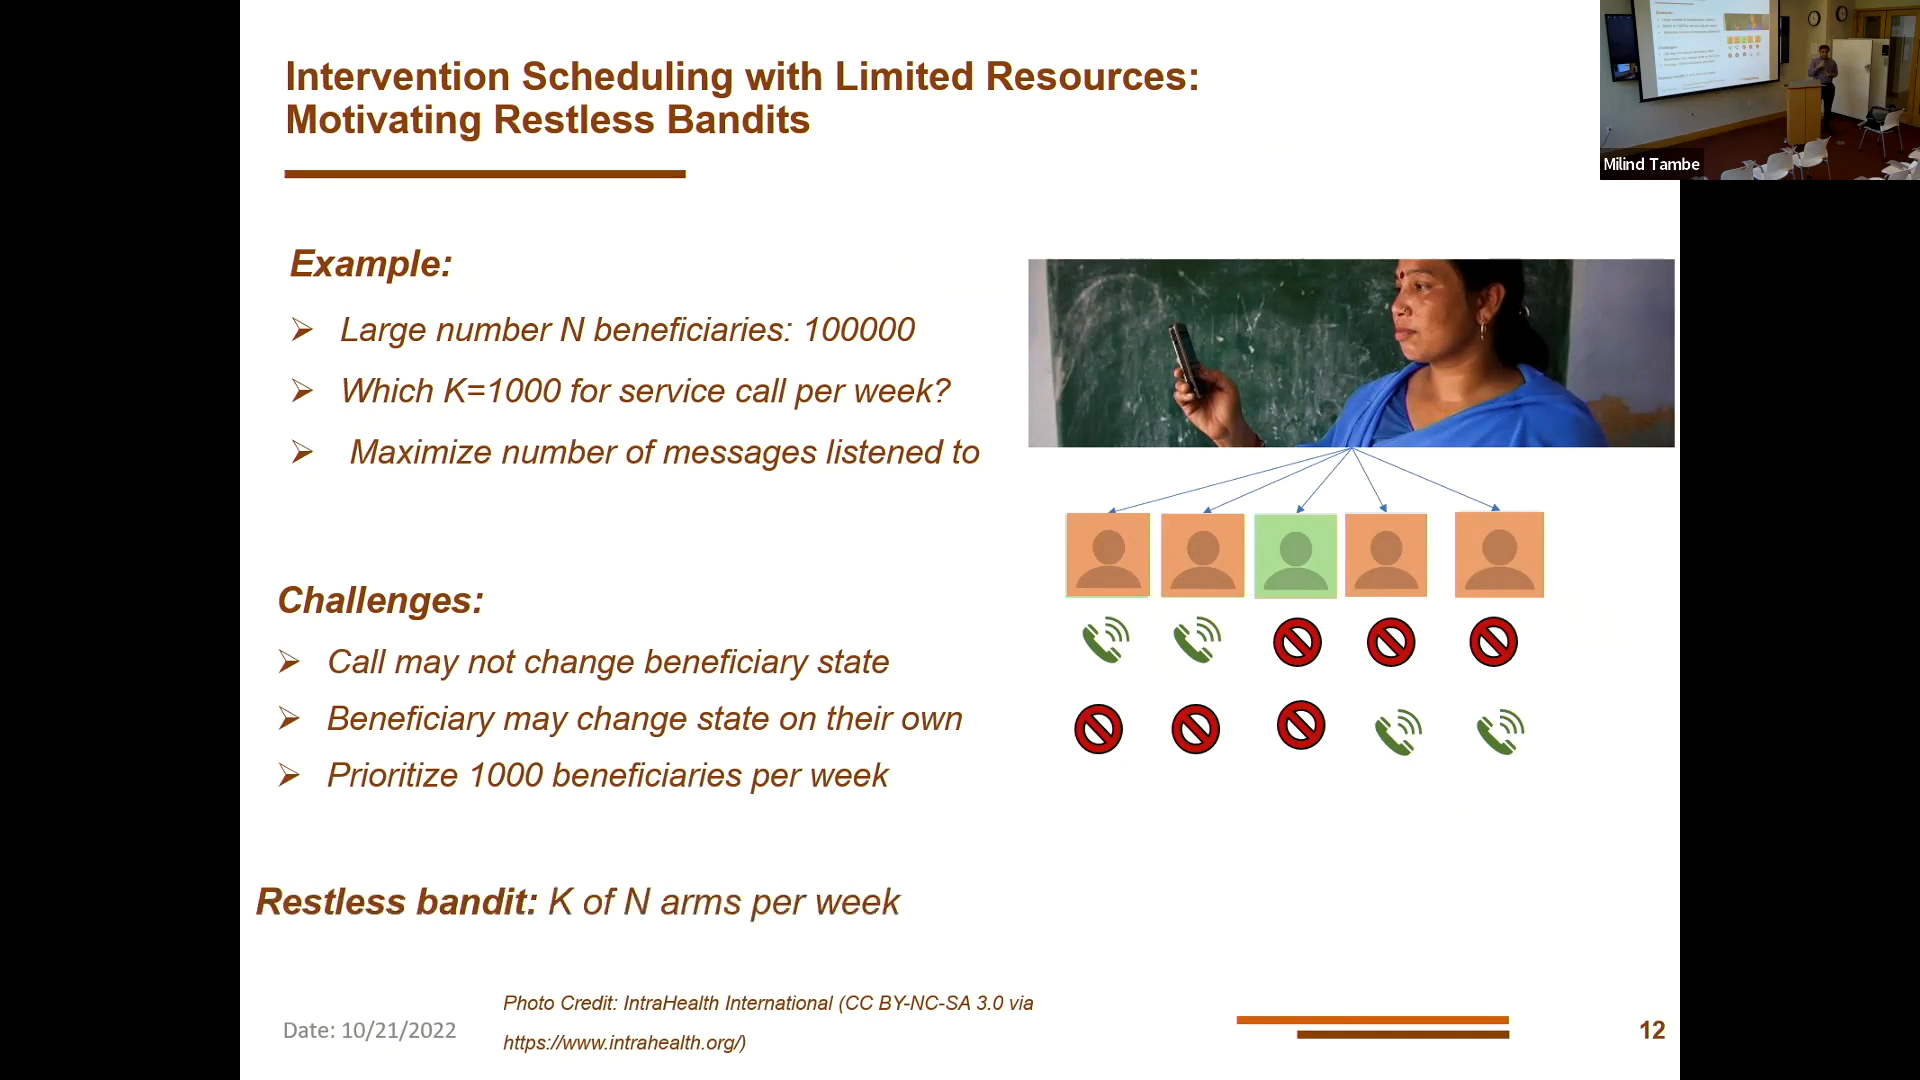 Intervention Scheduling with Limited Resources:
Motivating Restless Bandits
Milind Tambe
Example:
Large number N beneficiaries: 100000
Which K=1000 for service call per week?
Maximize number of messages listened to
Challenges:
Call may not change beneficiary state
Beneficiary may change state on their own
Prioritize 1000 beneficiaries per week
Restless bandit: K of N arms per week
Photo Credit: IntraHealth International (CC BY-NC-SA 3.0 via
https://www.intrahealth.org/)
Date: 10/21/2022
12